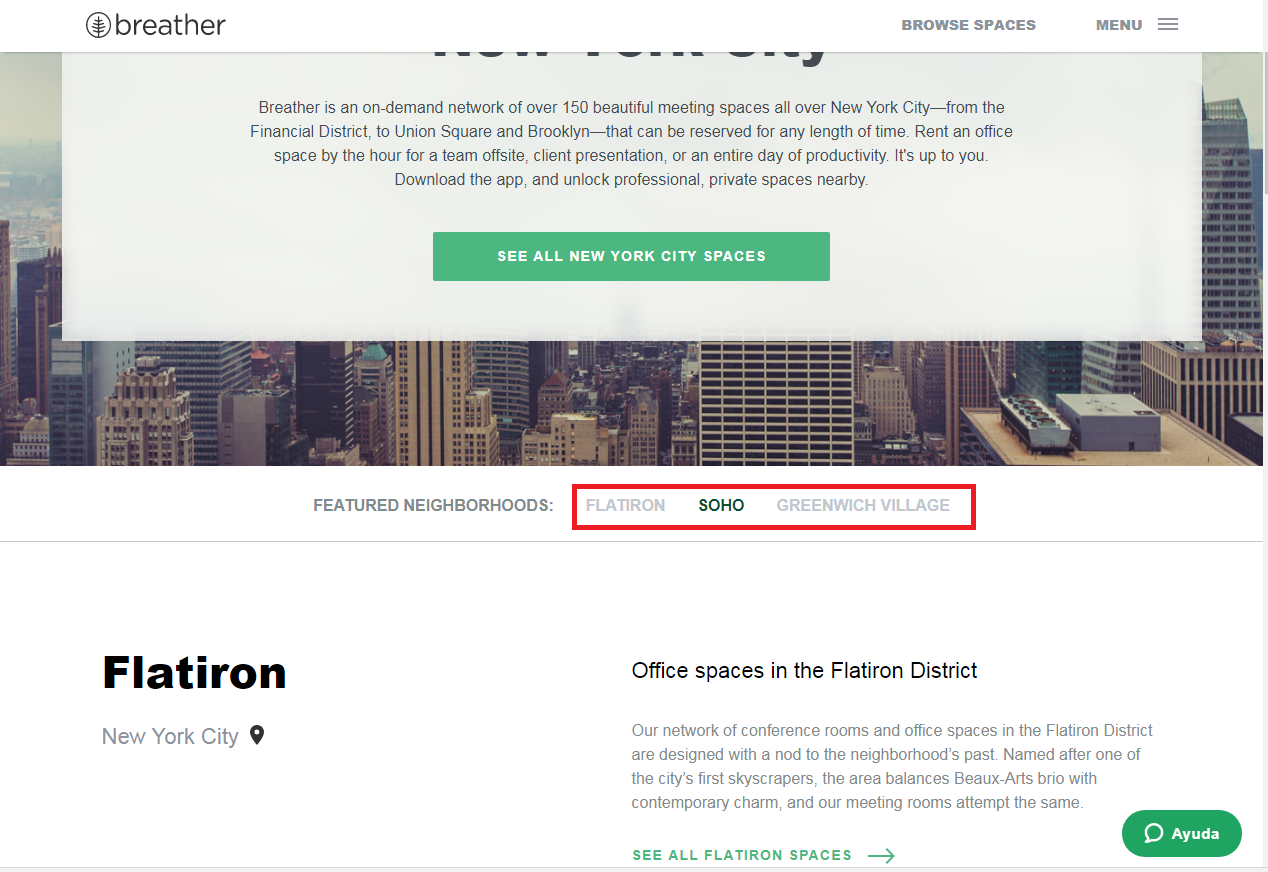 breather
BROWSE SPACES
MENU
New York City
Breather is an on-demand network of over 150 beautiful meeting spaces all over New York City—from the
Financial District, to Union Square and Brooklyn—that can be reserved for any length of time. Rent an office
space by the hour for a team offsite, client presentation, or an entire day of productivity. It's up to you.
Download the app, and unlock professional, private spaces nearby.
SEE ALL NEW YORK CITY SPACES
FEATURED NEIGHBORHOODS: FLATIRON SOHO GREENWICH VILLAGE
Flatiron
New York City
Office spaces in the Flatiron District
Our network of conference rooms and office spaces in the Flatiron District
are designed with a nod to the neighborhood’s past. Named after one of
the city’s first skyscrapers, the area balances Beaux-Arts brio with
contemporary charm, and our meeting rooms attempt the same.
SEE ALL FLATIRON SPACES
Ayuda